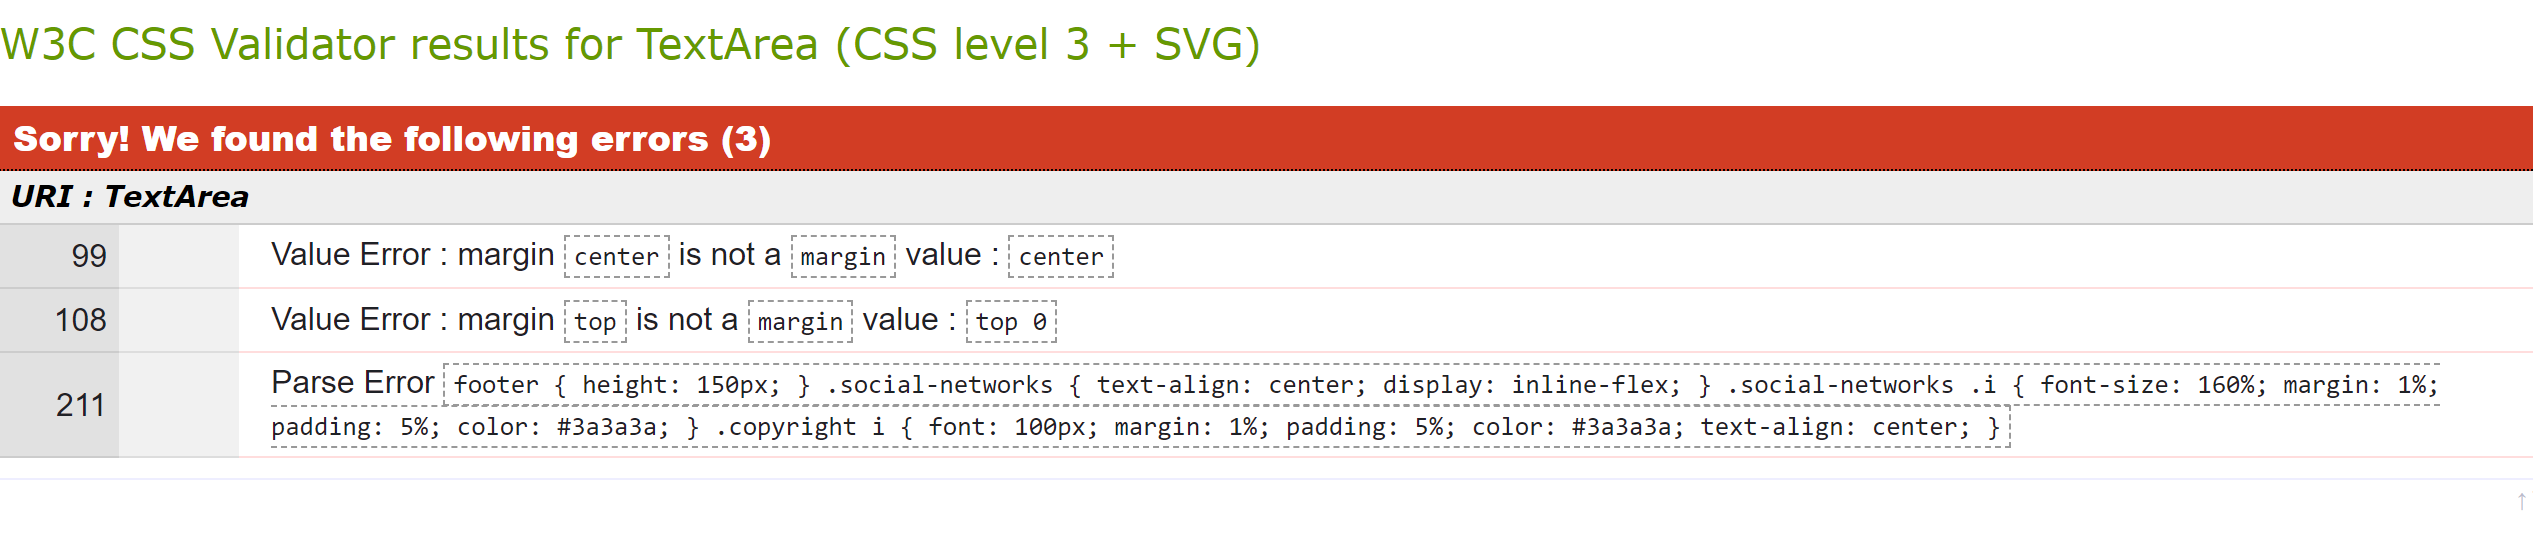 W3C CSS Validator results for TextArea (CSS level 3 + SVG)
Sorry! We found the following errors (3)
URI : TextArea
99 Value Error : margin center is not a margin value : center
108 Value Error : margin top is not a margin value : top 0
211 Parse Error footer { height: 150px; } .social-networks { text-align: center; display: inline-flex; } .social-networks .i { font-size: 160%; margin: 1%;
padding: 5%; color: #3a3a3a; } .copyright i { font: 100px; margin: 1%; padding: 5%; color: #3a3a3a; text-align: center; }
↑